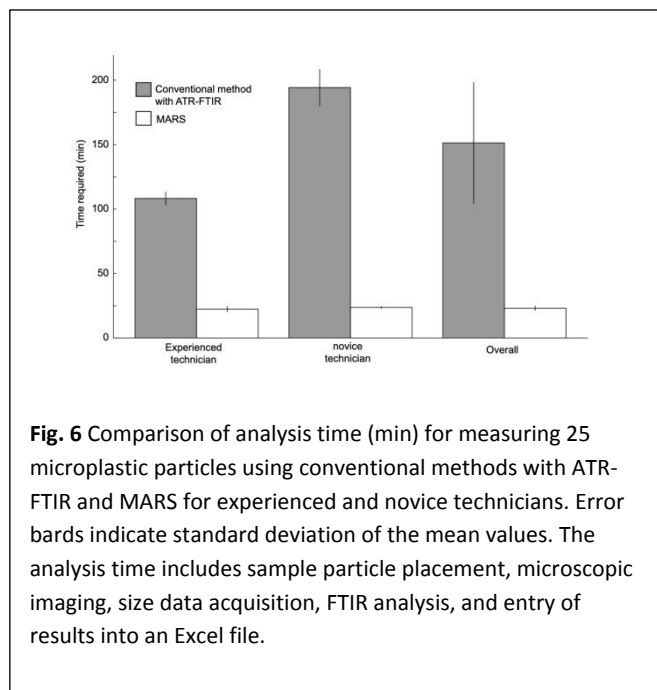 200
150
100
50
0
Time required (min)
Conventional method
with ATR-FTIR
MARS
Experienced
technician
novice
technician
Overall
Fig. 6 Comparison of analysis time (min) for measuring 25
microplastic particles using conventional methods with ATR-
FTIR and MARS for experienced and novice technicians. Error
bards indicate standard deviation of the mean values. The
analysis time includes sample particle placement, microscopic
imaging, size data acquisition, FTIR analysis, and entry of
results into an Excel file.